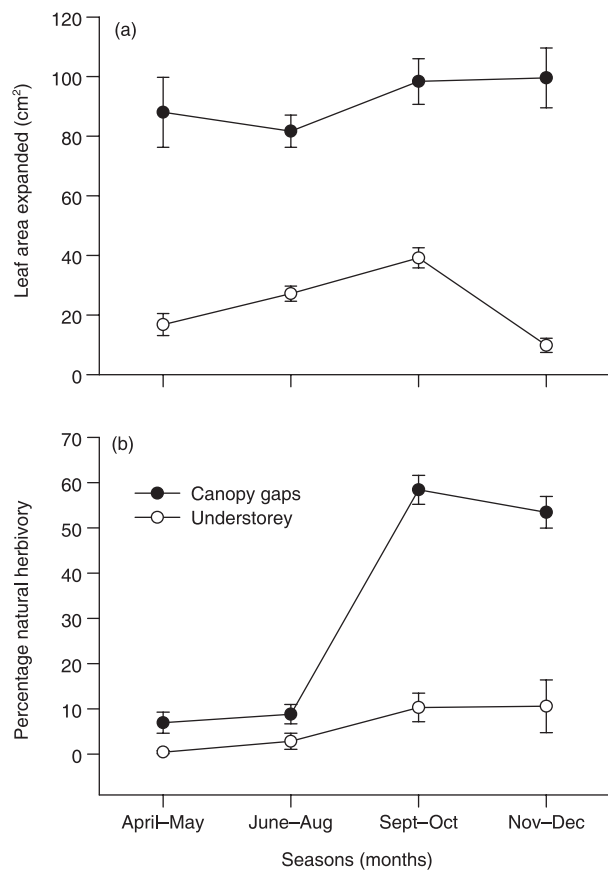 (a)
120
100
80
60
40
20
0
Leaf area expanded (cm²)
(b)
70
60
50
40
30
20
10
0
Percentage natural herbivory
Canopy gaps
Understorey
April–May June–Aug Sept–Oct Nov–Dec
Seasons (months)